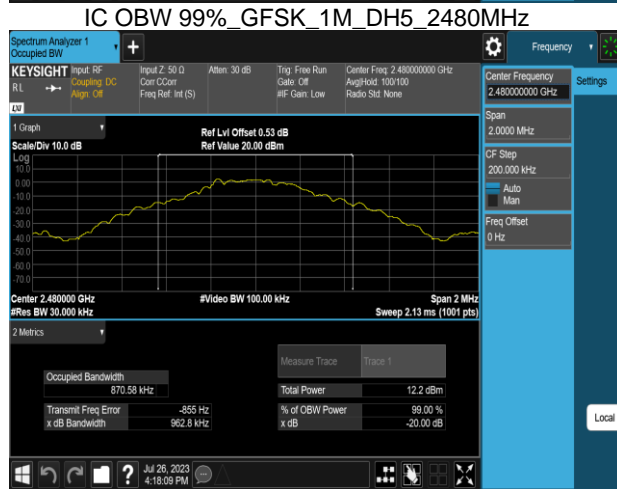 IC OBW 99%_GFSK_1M_DH5_2480MHz
Spectrum Analyzer 1
Occupied BW
+
Frequency
KEYSIGHT
Input: RF
Coupling: DC
Align: Off
Input Z: 50 Ω
Corr CCorr
Freq Ref: Int (S)
Atten: 30 dB
Trig: Free Run
Gate: Off
#IF Gain: Low
Center Freq: 2.480000000 GHz
Avg|Hold: 100/100
Radio Std: None
RL
LXI
Center Frequency
2.480000000 GHz
Settings
Span
2.0000 MHz
CF Step
200.000 kHz
Auto
Man
Freq Offset
0 Hz
1 Graph
Scale/Div 10.0 dB
Ref Lvl Offset 0.53 dB
Ref Value 20.00 dBm
Log
10.0
0.00
-10.0
-20.0
-30.0
-40.0
-50.0
-60.0
-70.0
Center 2.480000 GHz
#Video BW 100.00 kHz
Span 2 MHz
#Res BW 30.000 kHz
Sweep 2.13 ms (1001 pts)
2 Metrics
Measure Trace
Trace 1
Occupied Bandwidth
870.58 kHz
Total Power
12.2 dBm
Transmit Freq Error
-855 Hz
% of OBW Power
99.00 %
x dB Bandwidth
962.8 kHz
x dB
-20.00 dB
Local
?
Jul 26, 2023
4:18:09 PM